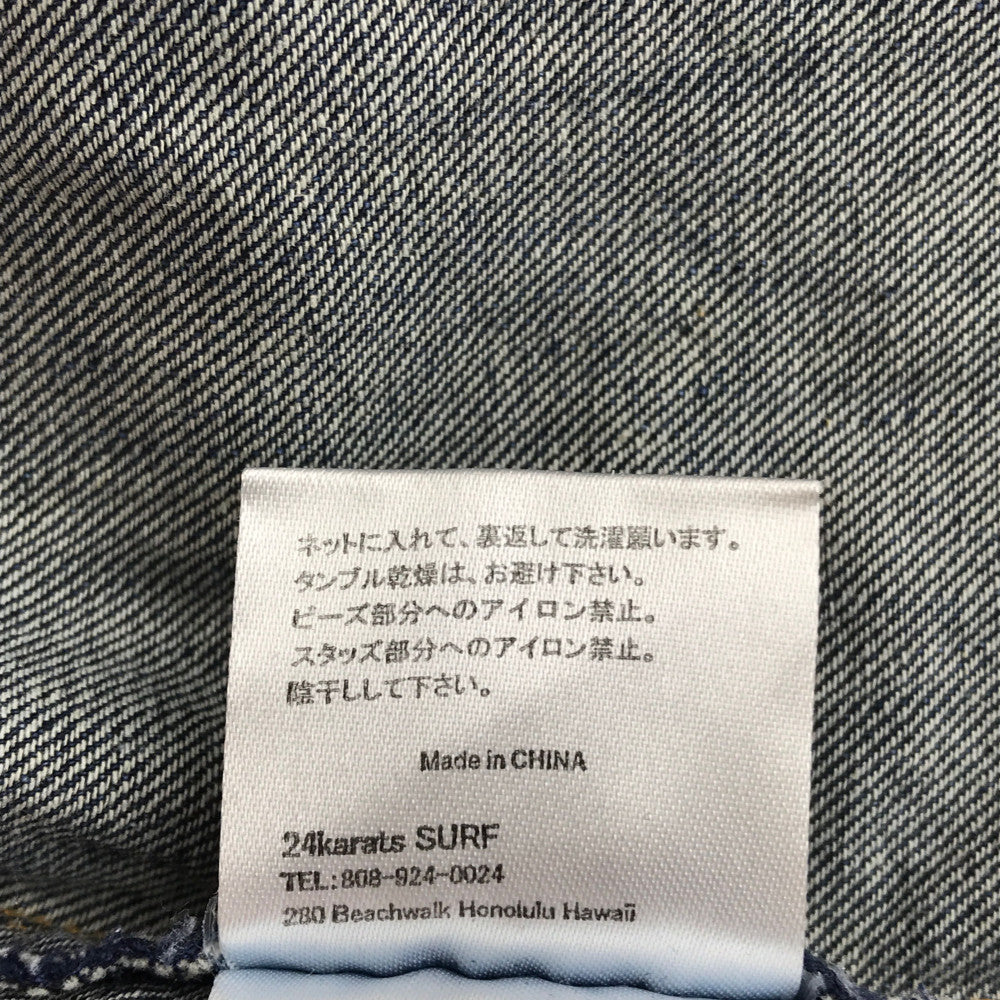 ネットに入れて、裏返して洗濯願います。
タンブル乾燥は、お避け下さい。
ビーズ部分へのアイロン禁止。
スタッズ部分へのアイロン禁止。
陰干しして下さい。
Made in CHINA
24karats SURF
TEL:808-924-0024
280 Beachwalk Honolulu Hawaii